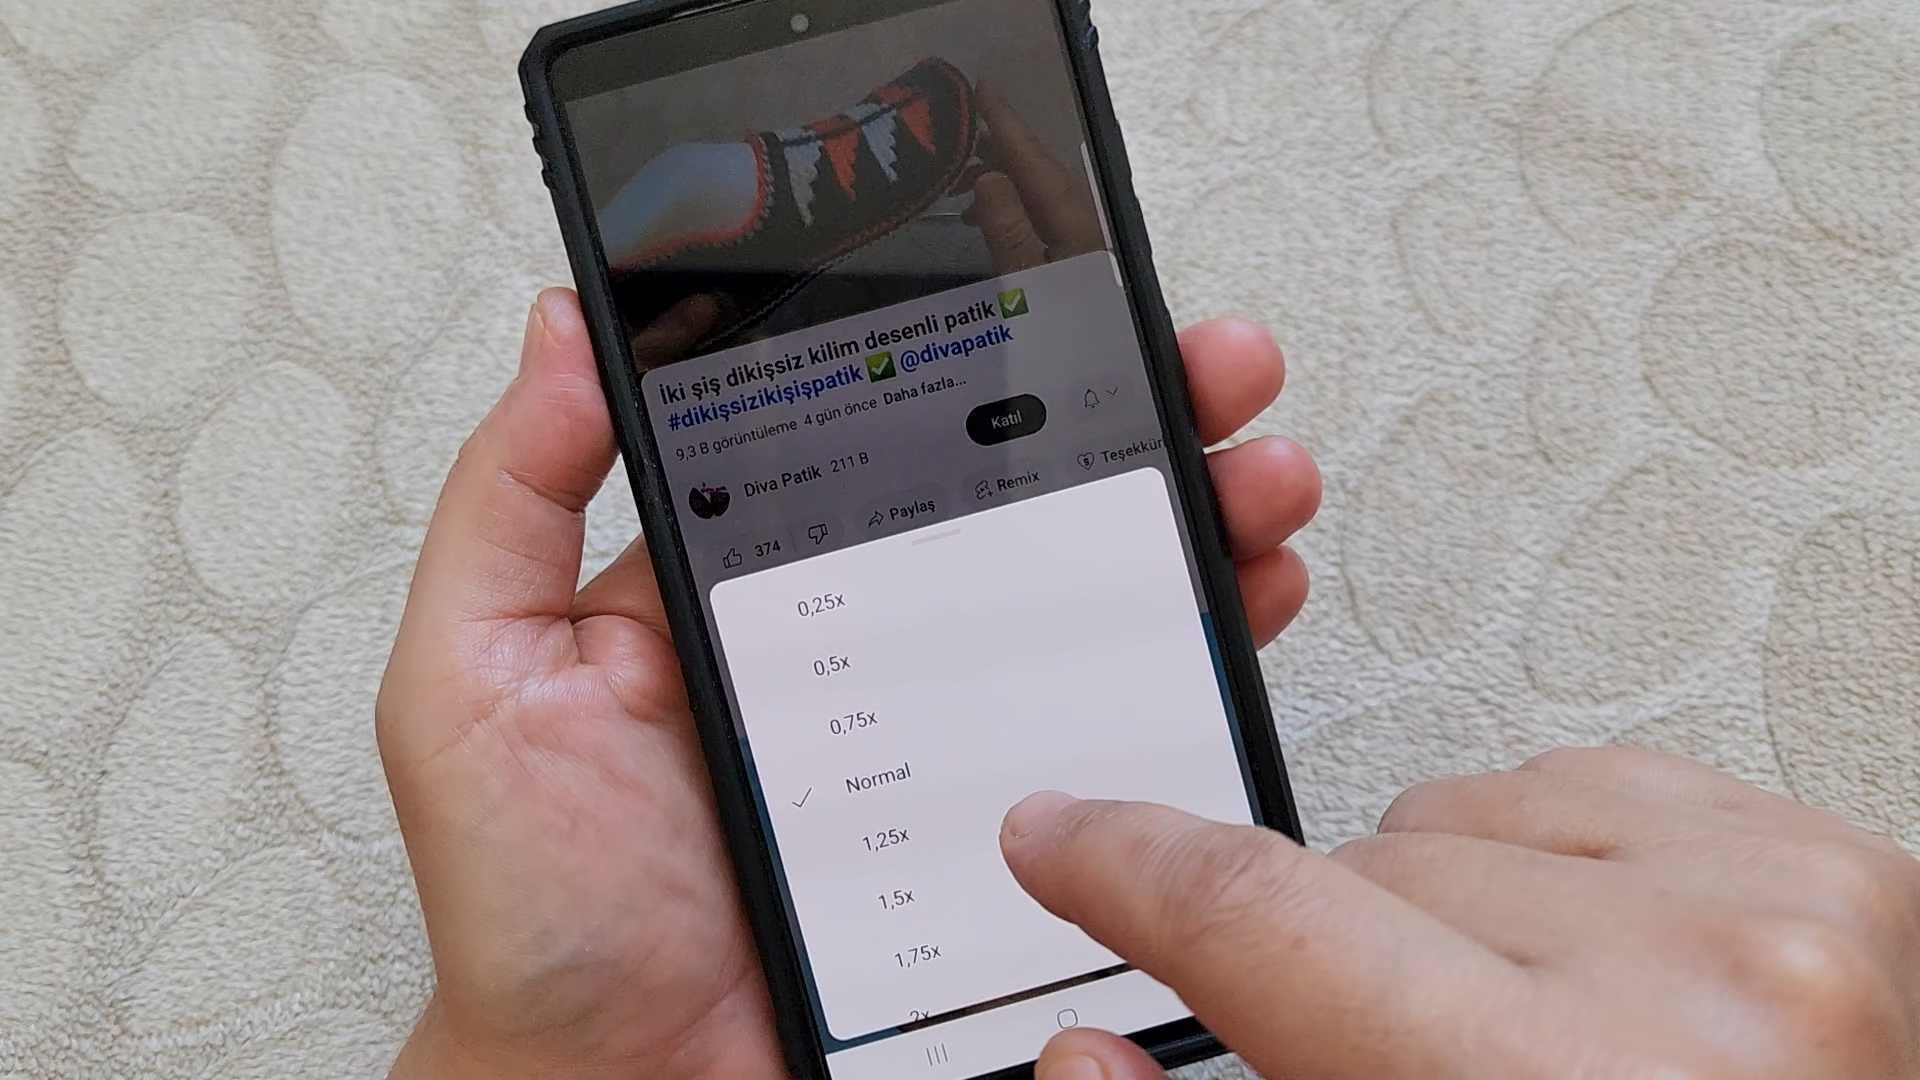 İki şiş dikişsiz kilim desenli patik ✅
#dikişsizikişişpatik ✅ @divapatik
9,3 B görüntüleme 4 gün önce Daha fazla...
Katıl
Diva Patik 211 B
374
Paylaş
Remix
Teşekkür
0,25x
0,5x
0,75x
Normal
1,25x
1,5x
1,75x
2x